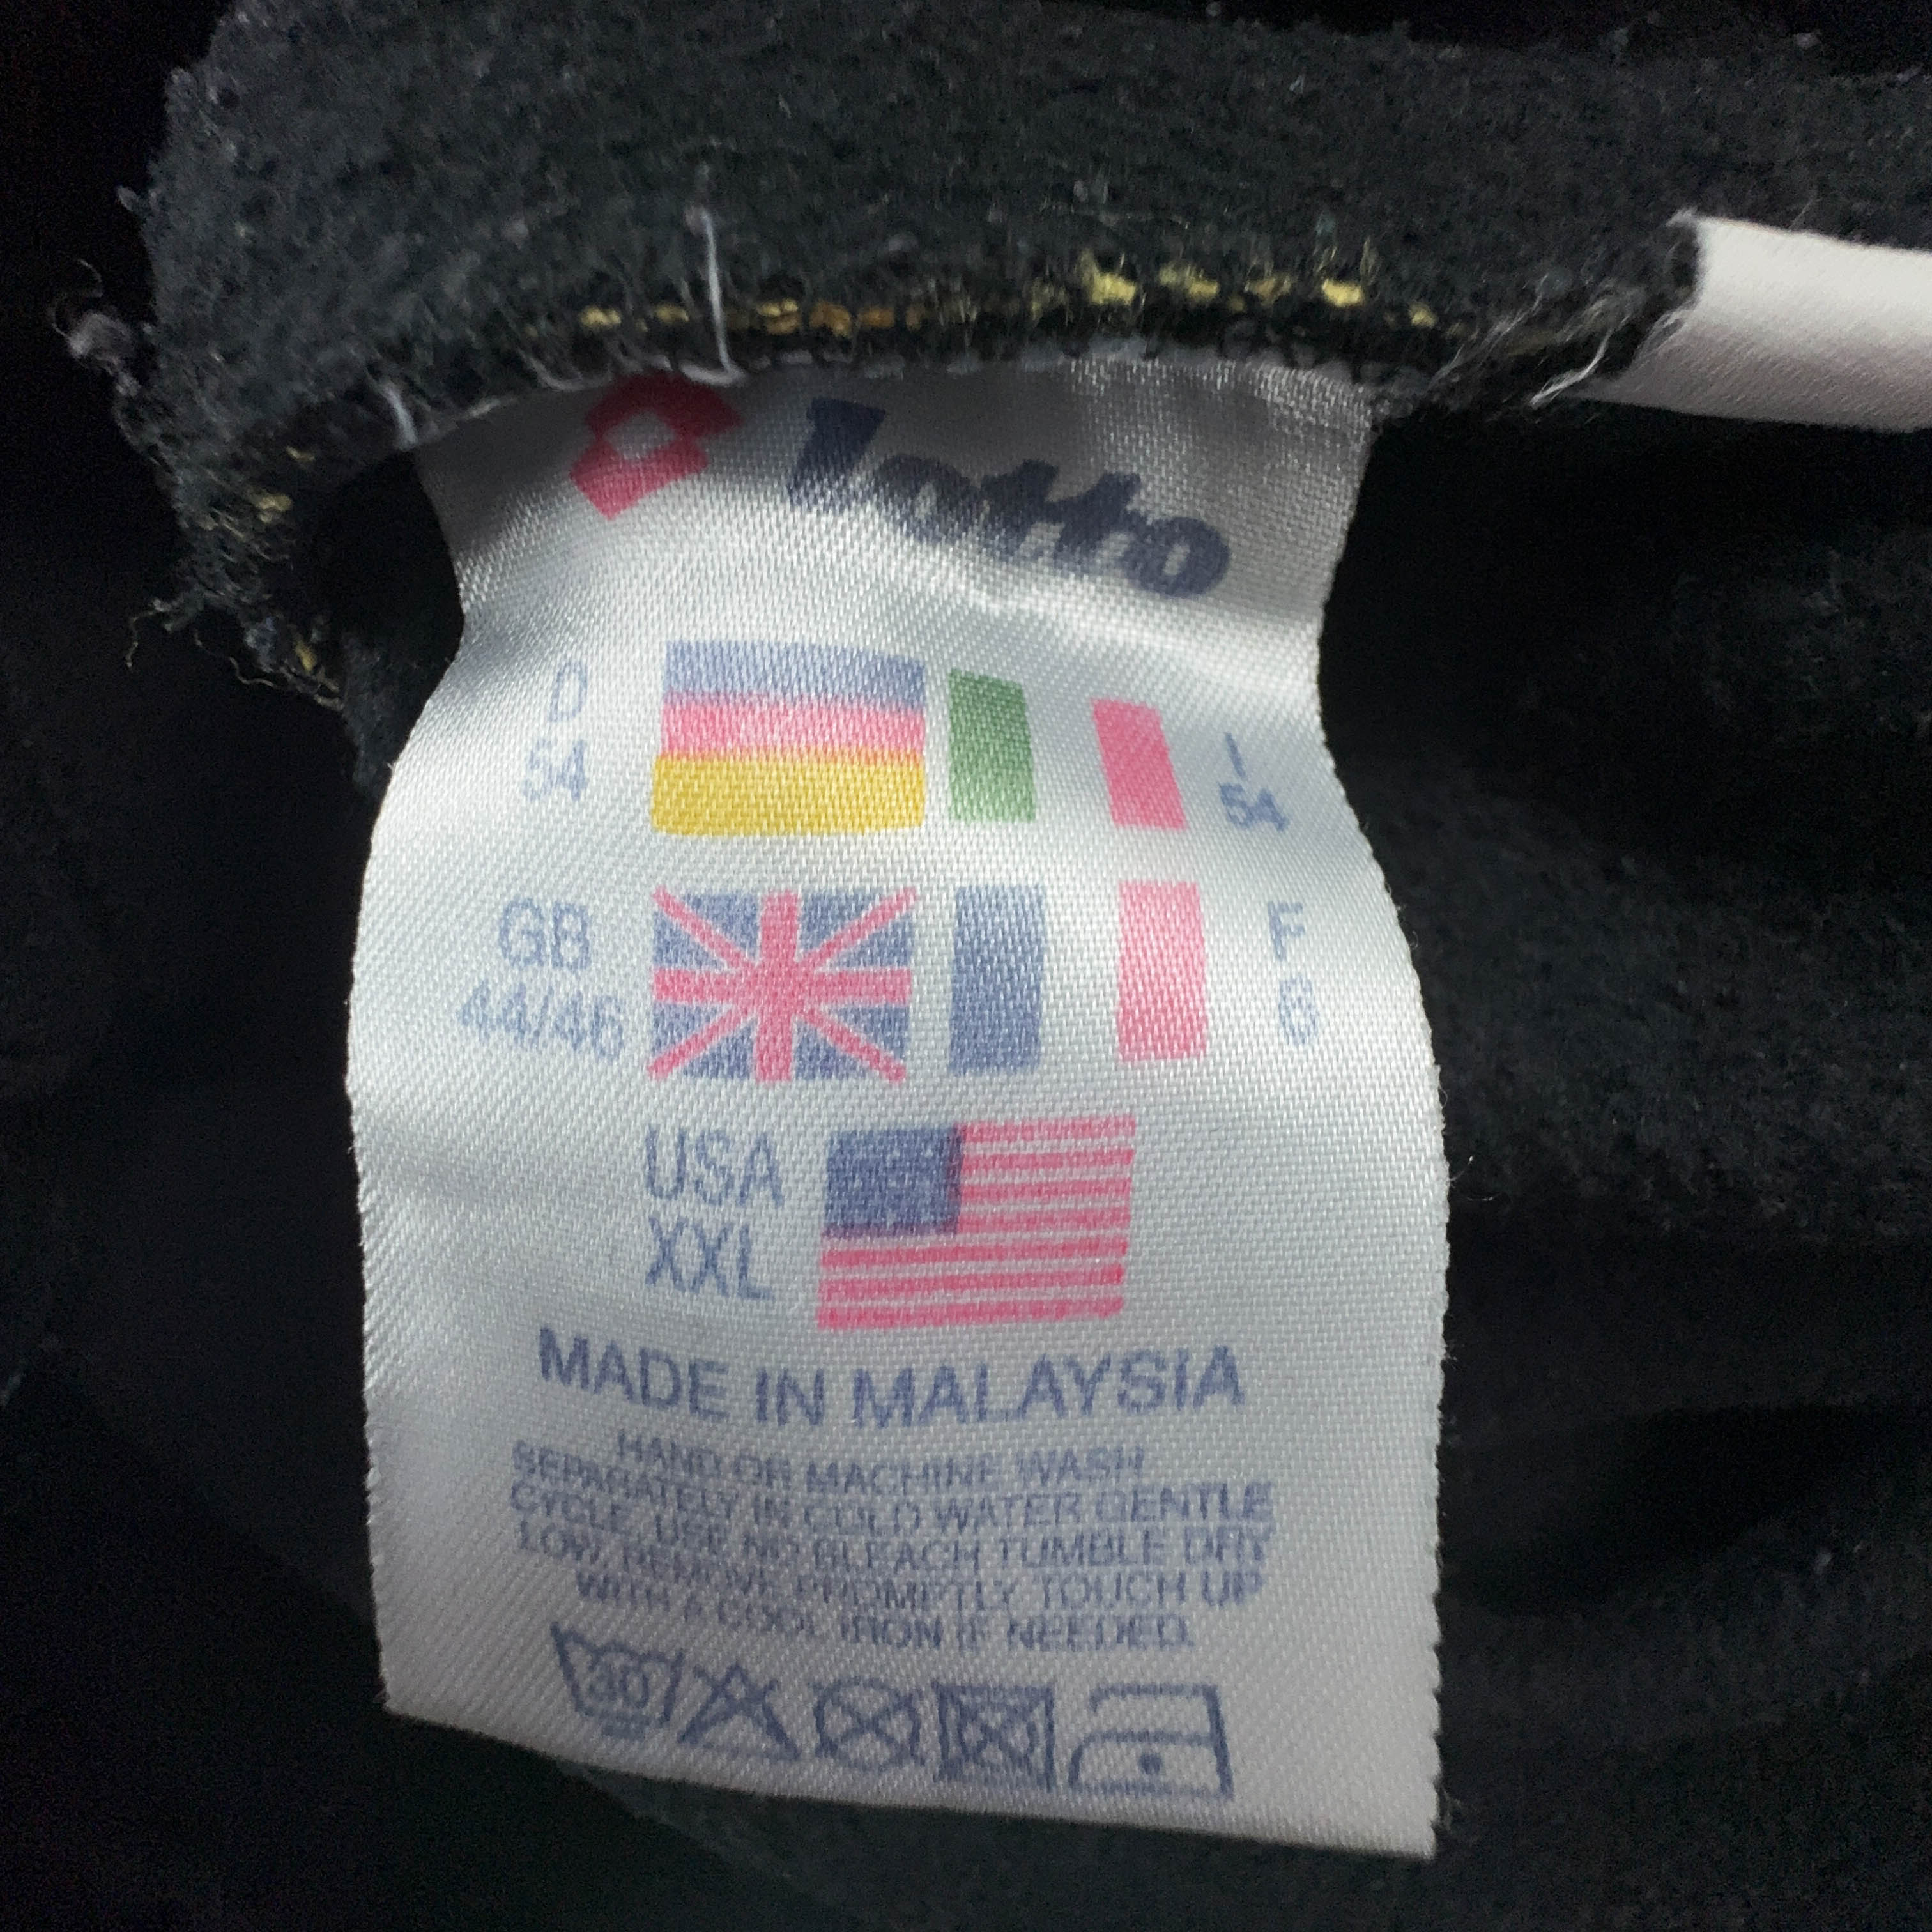 lotto
D
54
I
54
GB
44/46
F
6
USA
XXL
MADE IN MALAYSIA
HAND OR MACHINE WASH
SEPARATELY IN COLD WATER GENTLE
CYCLE, USE NO BLEACH TUMBLE DRY
LOW, REMOVE PROMPTLY TOUCH UP
WITH A COOL IRON IF NEEDED.
30